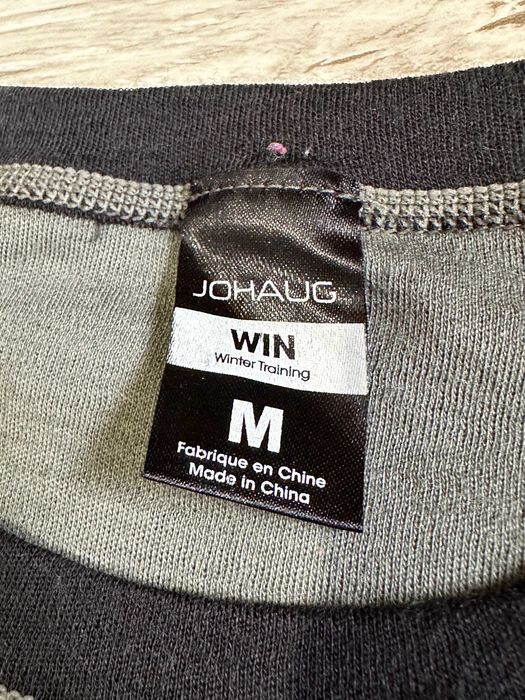 JOHAUG
WIN
Winter Training
M
Fabrique en Chine
Made in China